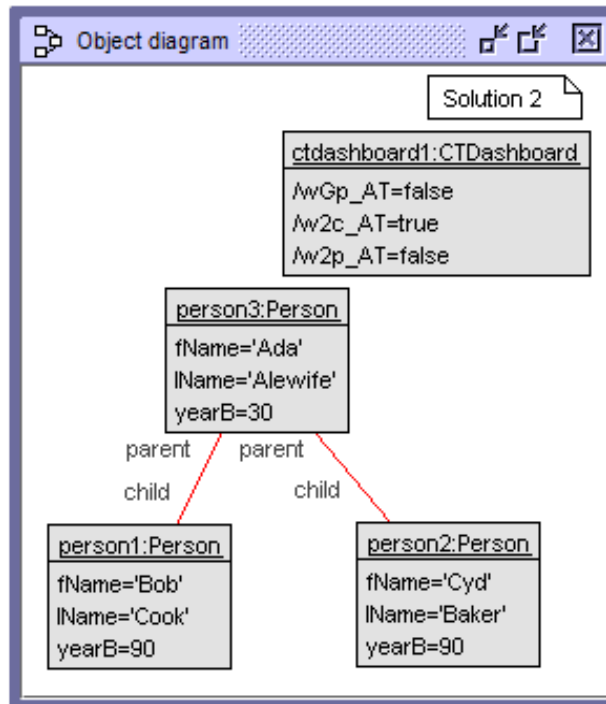 Object diagram
Solution 2
ctdashboard1:CTDashboard
/wGp_AT=false
/w2c_AT=true
/w2p_AT=false
person3:Person
fName='Ada'
lName='Alewife'
yearB=30
parent parent
child child
person1:Person
fName='Bob'
lName='Cook'
yearB=90
person2:Person
fName='Cyd'
lName='Baker'
yearB=90